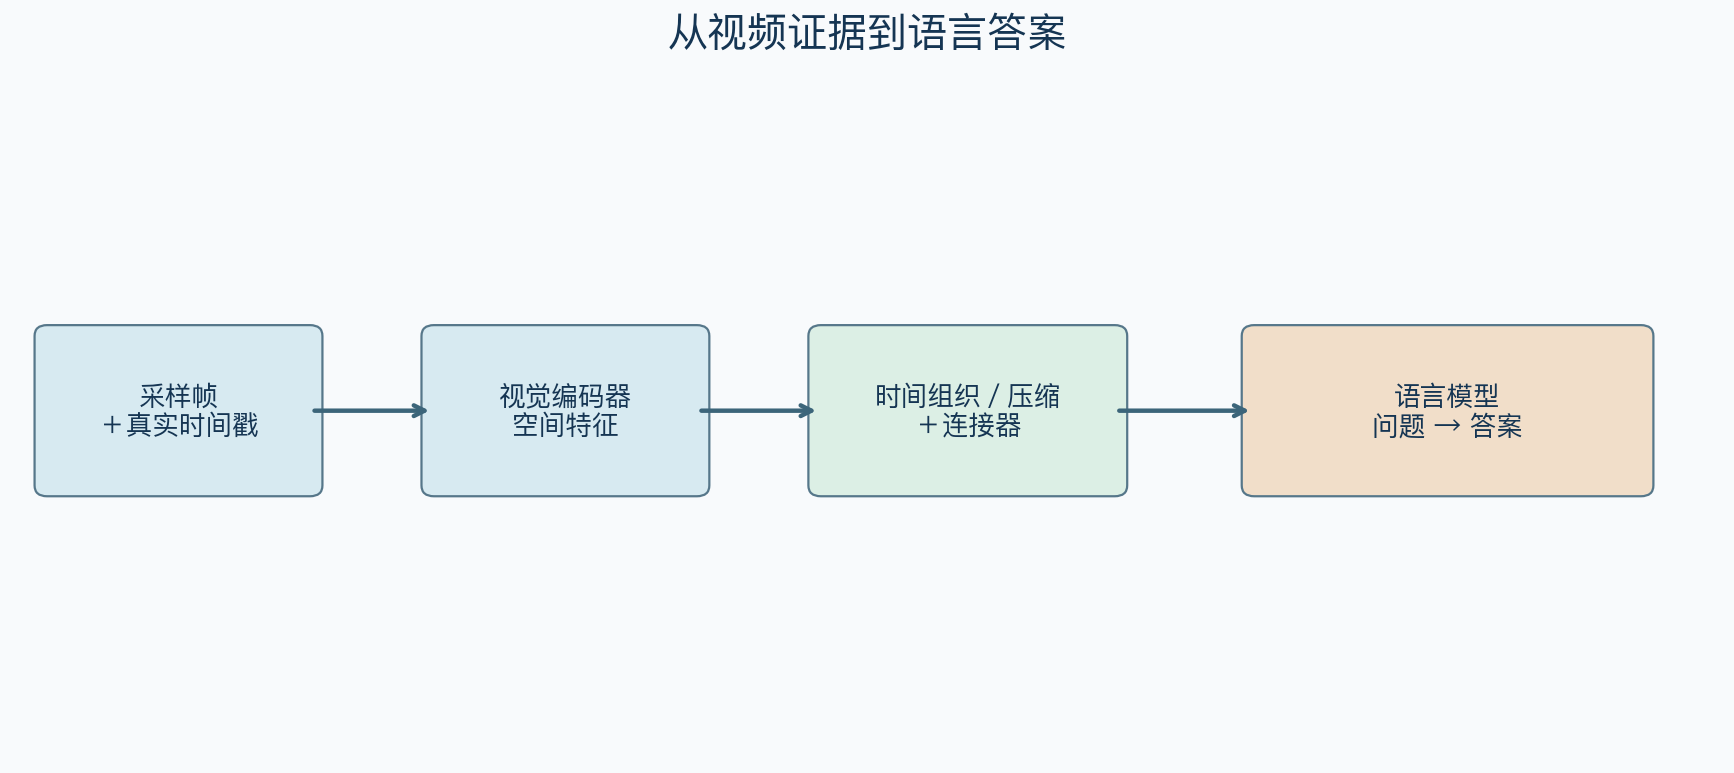 从视频证据到语言答案
采样帧
＋真实时间戳
视觉编码器
空间特征
时间组织 / 压缩
＋连接器
语言模型
问题 → 答案